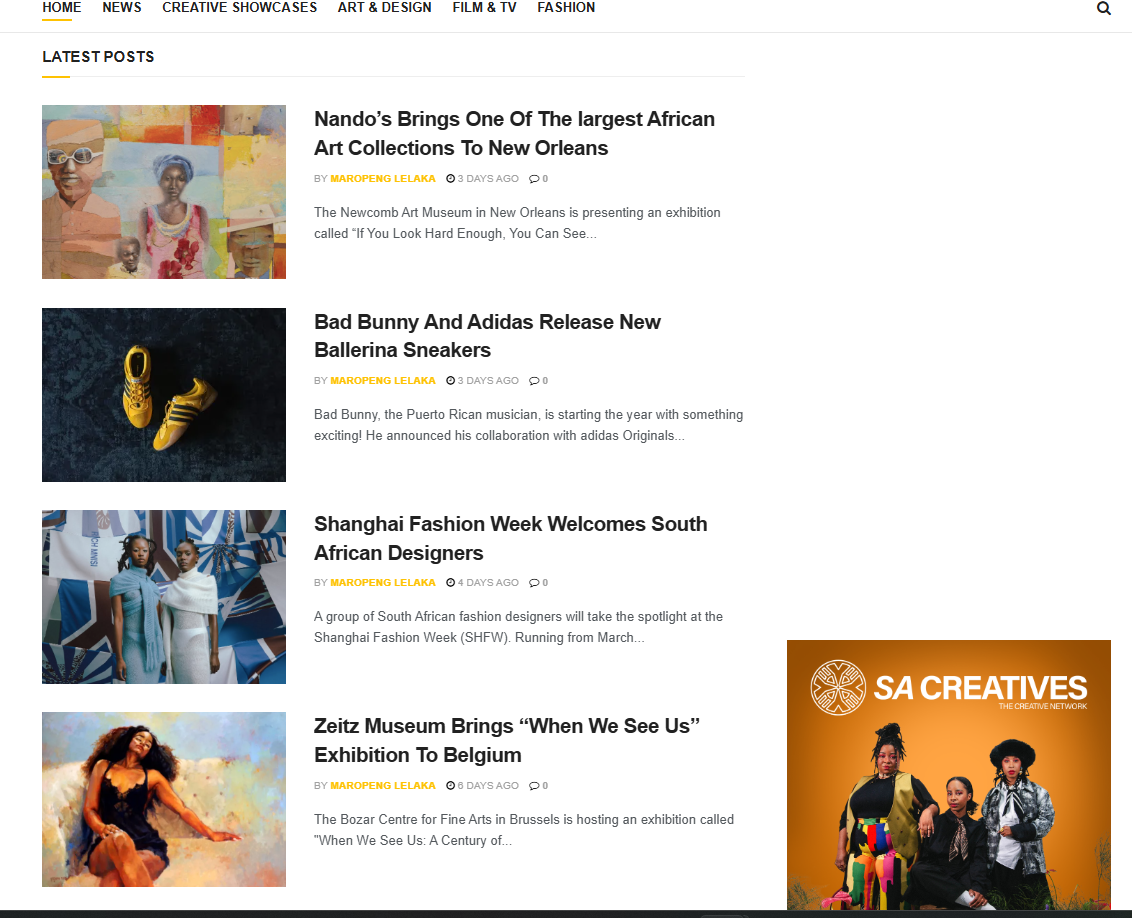 HOME NEWS CREATIVE SHOWCASES ART & DESIGN FILM & TV FASHION
LATEST POSTS
Nando’s Brings One Of The largest African
Art Collections To New Orleans
BY MAROPENG LELAKA 3 DAYS AGO 0
The Newcomb Art Museum in New Orleans is presenting an exhibition
called “If You Look Hard Enough, You Can See...
Bad Bunny And Adidas Release New
Ballerina Sneakers
BY MAROPENG LELAKA 3 DAYS AGO 0
Bad Bunny, the Puerto Rican musician, is starting the year with something
exciting! He announced his collaboration with adidas Originals...
Shanghai Fashion Week Welcomes South
African Designers
BY MAROPENG LELAKA 4 DAYS AGO 0
A group of South African fashion designers will take the spotlight at the
Shanghai Fashion Week (SHFW). Running from March...
Zeitz Museum Brings “When We See Us”
Exhibition To Belgium
BY MAROPENG LELAKA 6 DAYS AGO 0
The Bozar Centre for Fine Arts in Brussels is hosting an exhibition called
"When We See Us: A Century of...
SA CREATIVES
THE CREATIVE NETWORK